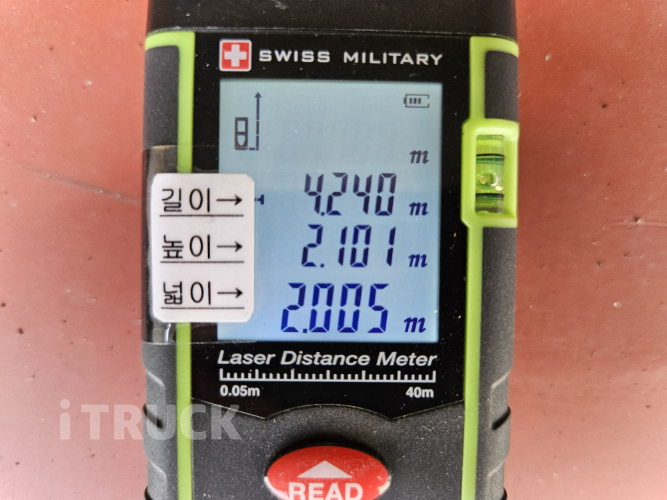 SWISS MILITARY
m
길이→ 4.240 m
높이→ 2.101 m
넓이→ 2.005 m
Laser Distance Meter
0.05m 40m
iTRUCK
READ